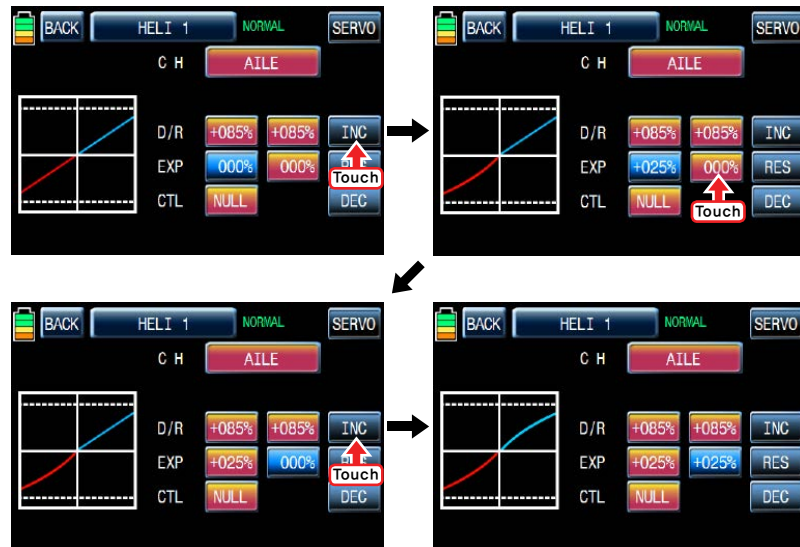 BACK HELI 1 NORMAL SERVO
C H AILE
D/R +085% +085% INC
EXP 000% 000%
Touch
CTL NULL DEC
BACK HELI 1 NORMAL SERVO
C H AILE
D/R +085% +085% INC
EXP +025% 000% RES
CTL NULL DEC
Touch
BACK HELI 1 NORMAL SERVO
C H AILE
D/R +085% +085% INC
EXP +025% 000%
Touch
CTL NULL DEC
BACK HELI 1 NORMAL SERVO
C H AILE
D/R +085% +085% INC
EXP +025% +025% RES
CTL NULL DEC